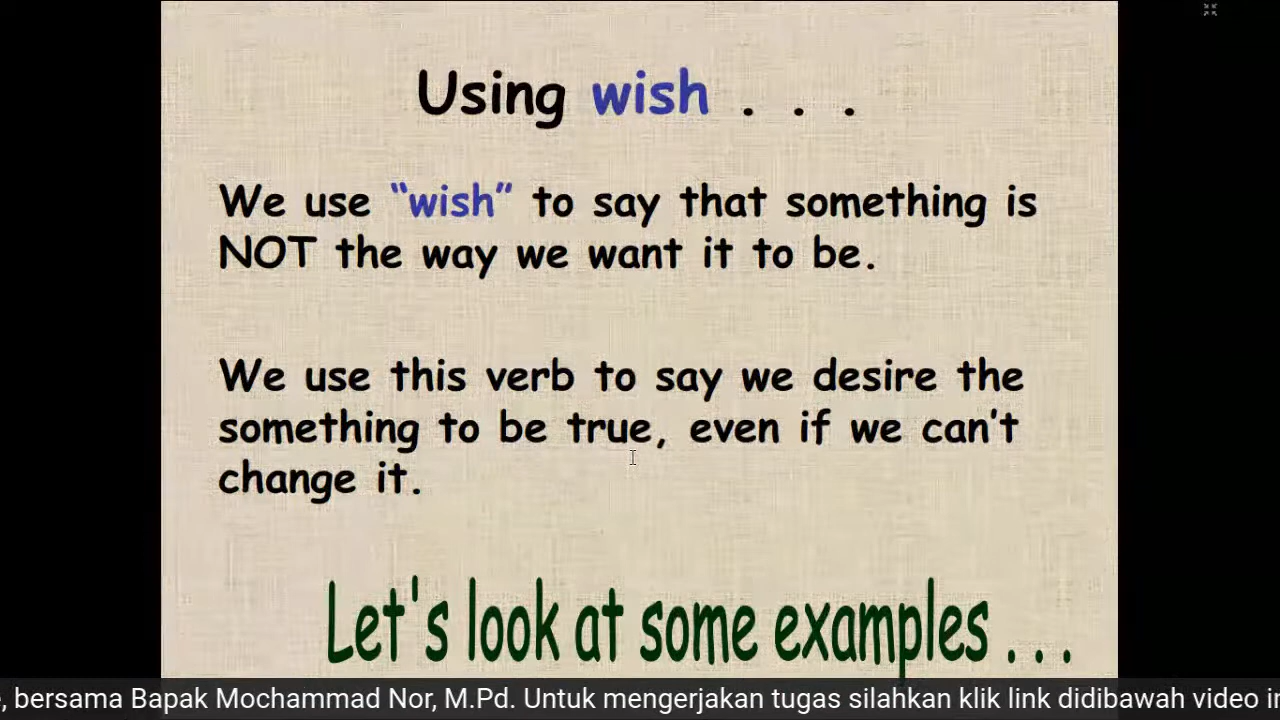 Using wish . . .
We use “wish” to say that something is
NOT the way we want it to be.
We use this verb to say we desire the
something to be true, even if we can’t
change it.
Let's look at some examples . . .
, bersama Bapak Mochammad Nor, M.Pd. Untuk mengerjakan tugas silahkan klik link didibawah video